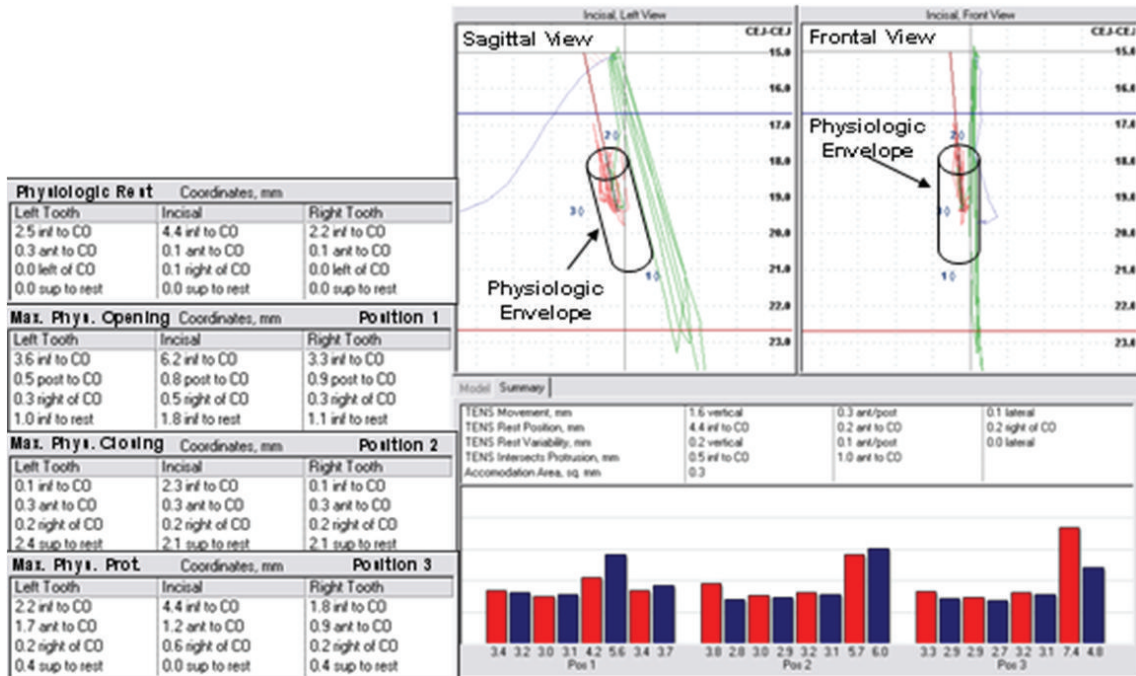 Physiologic Rest Coordinates, mm
Left Tooth Incisal Right Tooth
2.5 inf to CO 4.4 inf to CO 2.2 inf to CO
0.3 ant to CO 0.1 ant to CO 0.1 ant to CO
0.0 left of CO 0.1 right of CO 0.0 left of CO
0.0 sup to rest 0.0 sup to rest 0.0 sup to rest
Max. Phys. Opening Coordinates, mm Position 1
Left Tooth Incisal Right Tooth
3.6 inf to CO 6.2 inf to CO 3.3 inf to CO
0.5 post to CO 0.8 post to CO 0.9 post to CO
0.3 right of CO 0.5 right of CO 0.3 right of CO
1.0 inf to rest 1.8 inf to rest 1.1 inf to rest
Max. Phys. Closing Coordinates, mm Position 2
Left Tooth Incisal Right Tooth
0.1 inf to CO 2.3 inf to CO 0.1 inf to CO
0.3 ant to CO 0.3 ant to CO 0.3 ant to CO
0.2 right of CO 0.2 right of CO 0.2 right of CO
2.4 sup to rest 2.1 sup to rest 2.1 sup to rest
Max. Phys. Prot. Coordinates, mm Position 3
Left Tooth Incisal Right Tooth
2.2 inf to CO 4.4 inf to CO 1.8 inf to CO
1.7 ant to CO 1.2 ant to CO 0.9 ant to CO
0.2 right of CO 0.6 right of CO 0.2 right of CO
0.4 sup to rest 0.0 sup to rest 0.4 sup to rest
Incisal, Left View
Sagittal View
CEJ-CEJ
15.0
16.0
17.0
18.0
19.0
20.0
21.0
22.0
23.0
2
3
1
Physiologic
Envelope
Incisal, Front View
Frontal View
CEJ-CEJ
15.0
16.0
17.0
18.0
19.0
20.0
21.0
22.0
23.0
Physiologic
Envelope
2
3
1
Model Summary
TENS Movement, mm 1.6 vertical 0.3 ant/post 0.1 lateral
TENS Rest Position, mm 4.4 inf to CO 0.2 ant to CO 0.2 right of CO
TENS Rest Variability, mm 0.2 vertical 0.1 ant/post 0.0 lateral
TENS Intersects Protrusion, mm 0.5 inf to CO 1.0 ant to CO
Accomodation Area, sq. mm 0.3
3.4 3.2 3.0 3.1 4.2 5.6 3.4 3.7 3.8 2.8 3.0 2.9 3.2 3.1 5.7 6.0 3.3 2.9 2.9 2.7 3.2 3.1 7.4 4.8
Pos 1 Pos 2 Pos 3